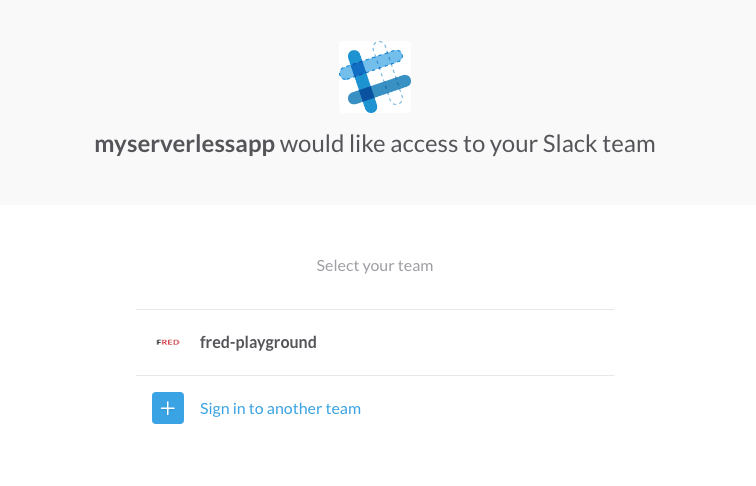 myserverlessapp would like access to your Slack team
Select your team
FRED fred-playground
Sign in to another team